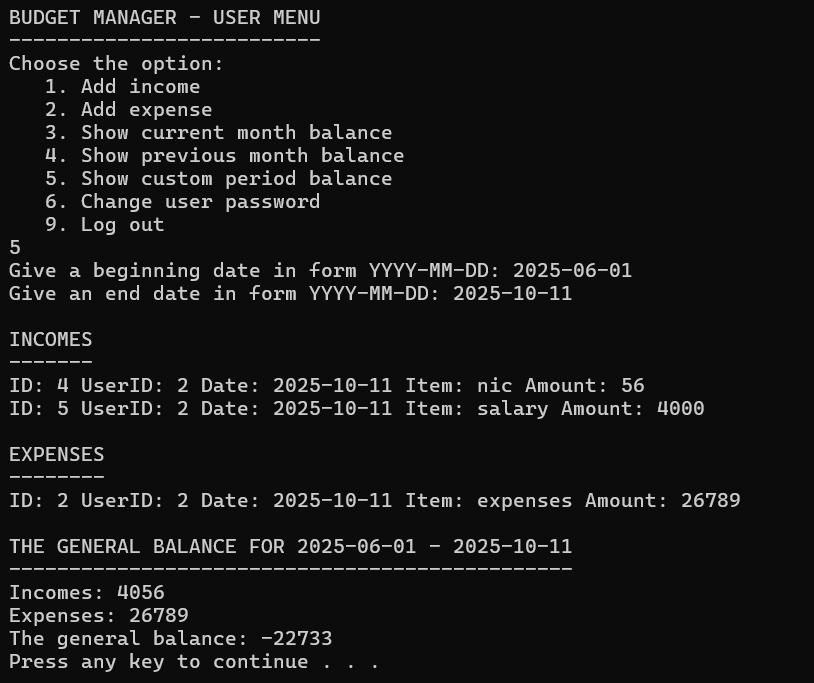 BUDGET MANAGER - USER MENU
--------------------------
Choose the option:
   1. Add income
   2. Add expense
   3. Show current month balance
   4. Show previous month balance
   5. Show custom period balance
   6. Change user password
   9. Log out
5
Give a beginning date in form YYYY-MM-DD: 2025-06-01
Give an end date in form YYYY-MM-DD: 2025-10-11

INCOMES
-------
ID: 4 UserID: 2 Date: 2025-10-11 Item: nic Amount: 56
ID: 5 UserID: 2 Date: 2025-10-11 Item: salary Amount: 4000

EXPENSES
--------
ID: 2 UserID: 2 Date: 2025-10-11 Item: expenses Amount: 26789

THE GENERAL BALANCE FOR 2025-06-01 - 2025-10-11
-----------------------------------------------
Incomes: 4056
Expenses: 26789
The general balance: -22733
Press any key to continue . . .